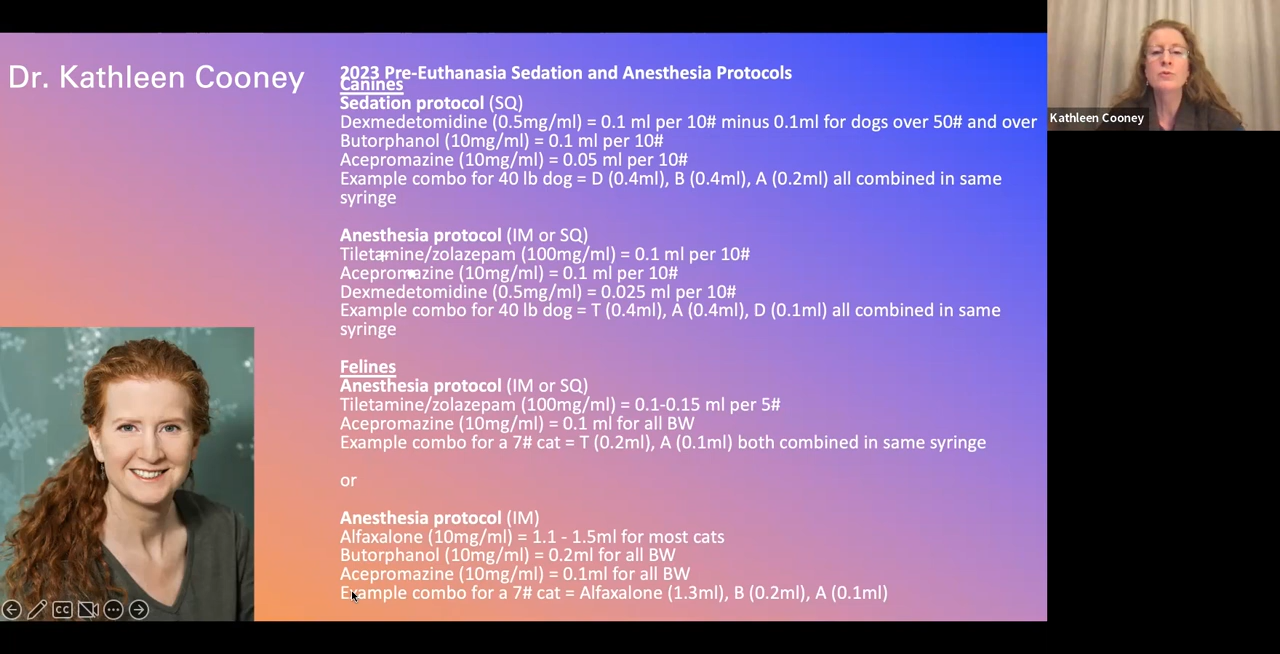 Dr. Kathleen Cooney
2023 Pre-Euthanasia Sedation and Anesthesia Protocols
Canines
Sedation protocol (SQ)
Dexmedetomidine (0.5mg/ml) = 0.1 ml per 10# minus 0.1ml for dogs over 50# and over
Butorphanol (10mg/ml) = 0.1 ml per 10#
Acepromazine (10mg/ml) = 0.05 ml per 10#
Example combo for 40 lb dog = D (0.4ml), B (0.4ml), A (0.2ml) all combined in same
syringe
Anesthesia protocol (IM or SQ)
Tiletamine/zolazepam (100mg/ml) = 0.1 ml per 10#
Acepromazine (10mg/ml) = 0.1 ml per 10#
Dexmedetomidine (0.5mg/ml) = 0.025 ml per 10#
Example combo for 40 lb dog = T (0.4ml), A (0.4ml), D (0.1ml) all combined in same
syringe
Felines
Anesthesia protocol (IM or SQ)
Tiletamine/zolazepam (100mg/ml) = 0.1-0.15 ml per 5#
Acepromazine (10mg/ml) = 0.1 ml for all BW
Example combo for a 7# cat = T (0.2ml), A (0.1ml) both combined in same syringe
or
Anesthesia protocol (IM)
Alfaxalone (10mg/ml) = 1.1 - 1.5ml for most cats
Butorphanol (10mg/ml) = 0.2ml for all BW
Acepromazine (10mg/ml) = 0.1ml for all BW
Example combo for a 7# cat = Alfaxalone (1.3ml), B (0.2ml), A (0.1ml)
CC
Kathleen Cooney